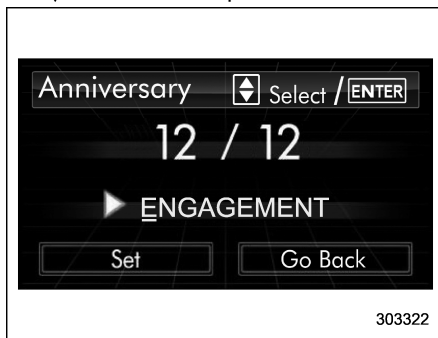 Anniversary Select / ENTER
12 / 12
ENGAGEMENT
Set Go Back
303322